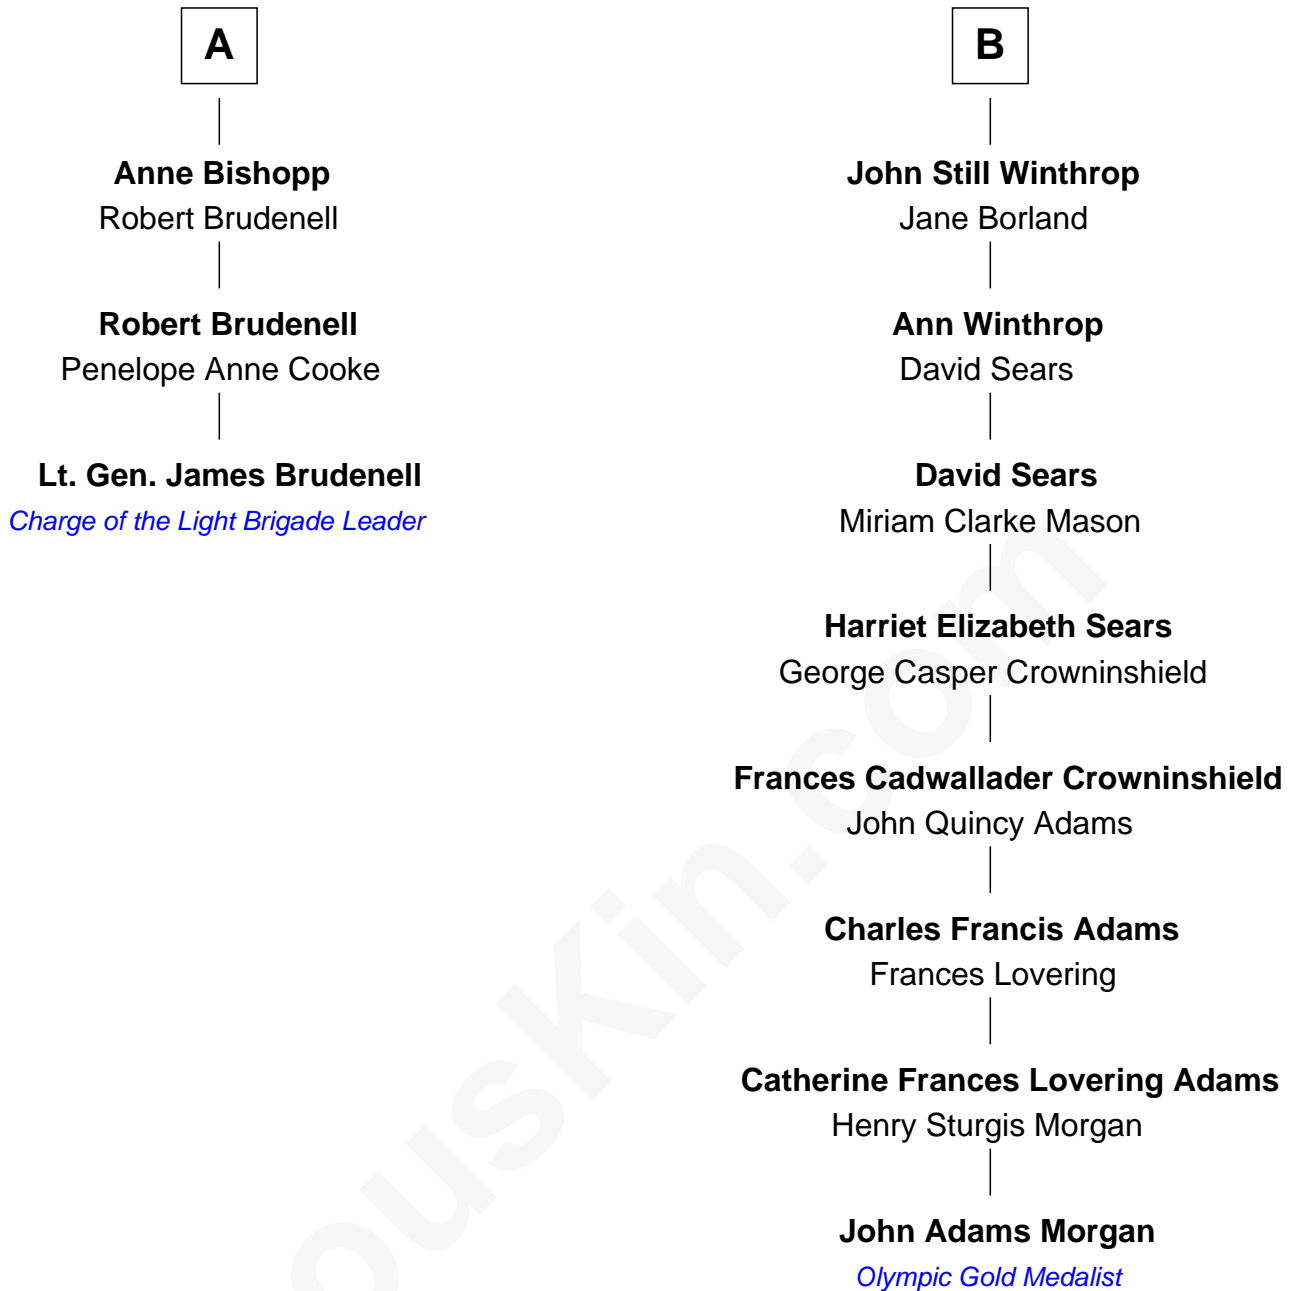 A
Anne Bishopp
Robert Brudenell
Robert Brudenell
Penelope Anne Cooke
Lt. Gen. James Brudenell
Charge of the Light Brigade Leader
B
John Still Winthrop
Jane Borland
Ann Winthrop
David Sears
David Sears
Miriam Clarke Mason
Harriet Elizabeth Sears
George Casper Crowninshield
Frances Cadwallader Crowninshield
John Quincy Adams
Charles Francis Adams
Frances Lovering
Catherine Frances Lovering Adams
Henry Sturgis Morgan
John Adams Morgan
Olympic Gold Medalist
ousKin.com